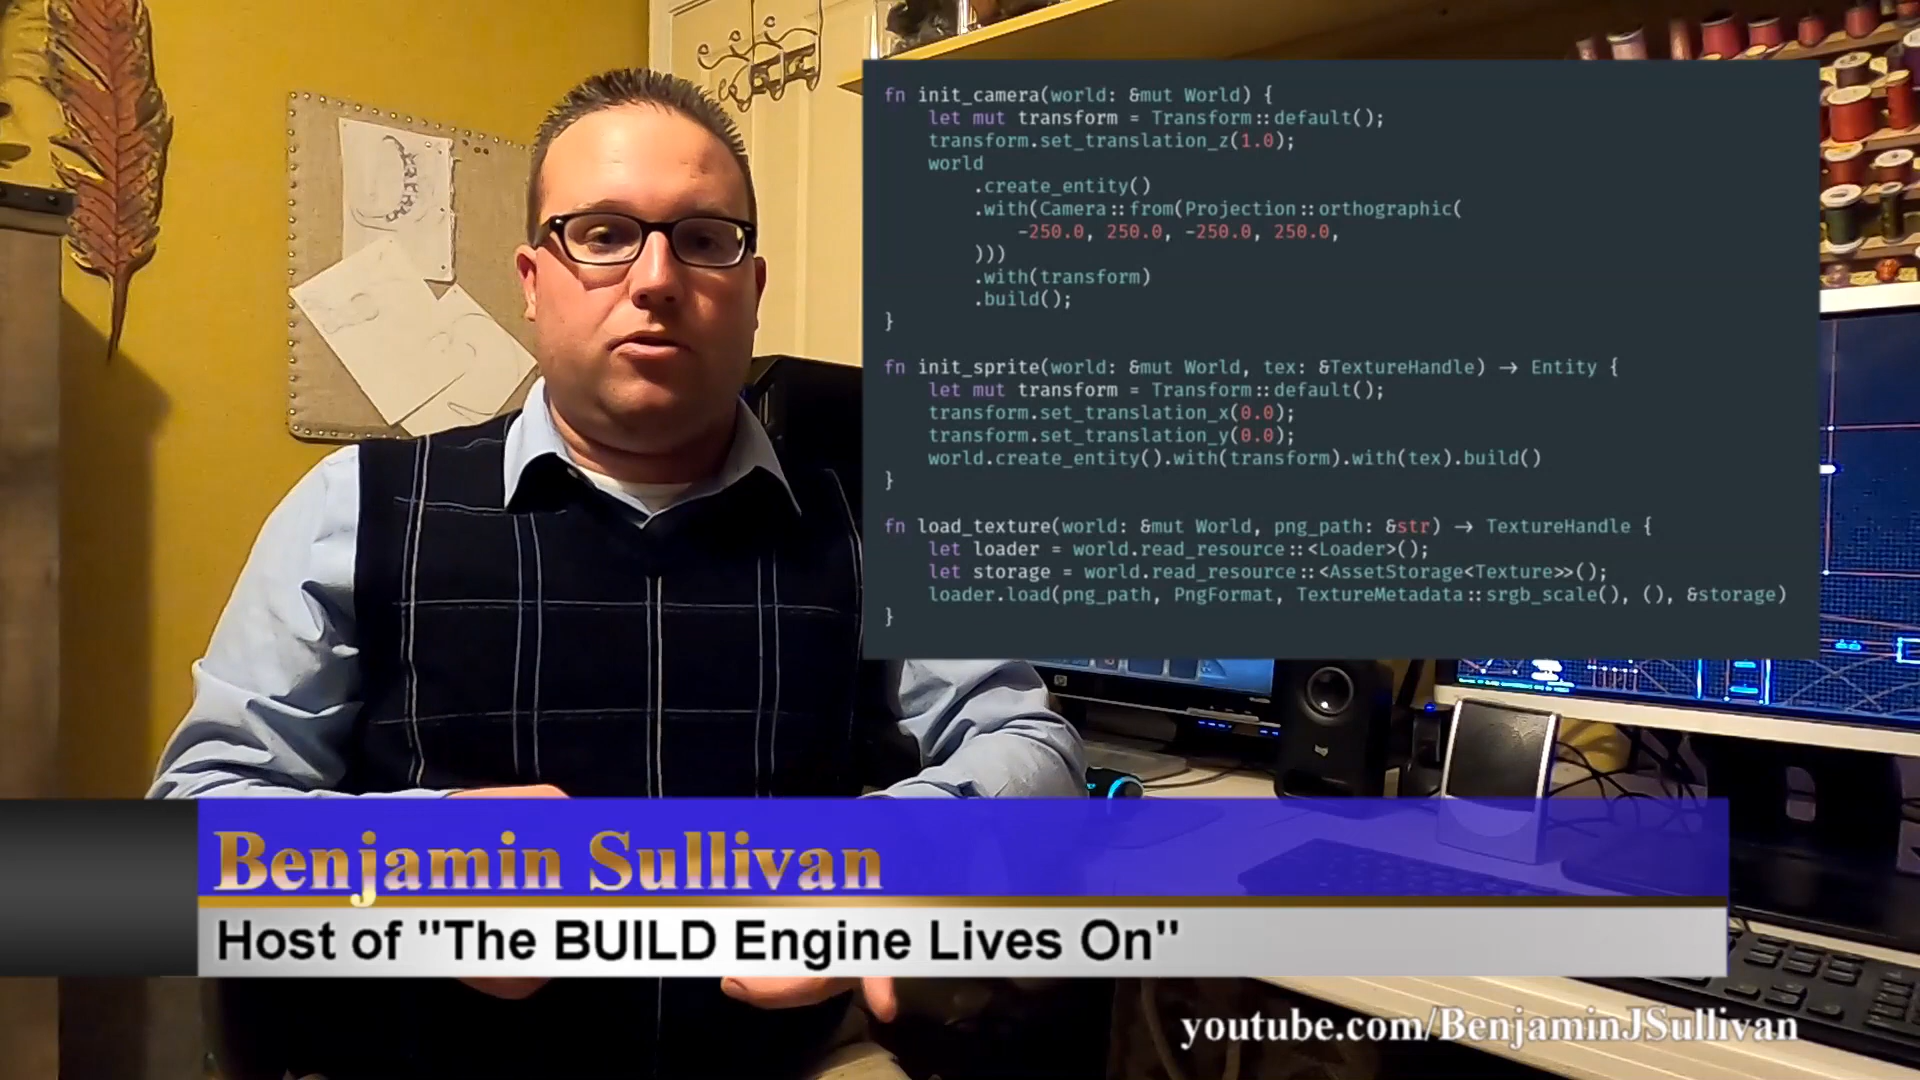 fn init_camera(world: &mut World) {
let mut transform = Transform::default();
transform.set_translation_z(1.0);
world
.create_entity()
.with(Camera::from(Projection::orthographic(
-250.0, 250.0, -250.0, 250.0,
)))
.with(transform)
.build();
}
fn init_sprite(world: &mut World, tex: &TextureHandle) → Entity {
let mut transform = Transform::default();
transform.set_translation_x(0.0);
transform.set_translation_y(0.0);
world.create_entity().with(transform).with(tex).build()
}
fn load_texture(world: &mut World, png_path: &str) → TextureHandle {
let loader = world.read_resource::<Loader>();
let storage = world.read_resource::<AssetStorage<Texture>>();
loader.load(png_path, PngFormat, TextureMetadata::srgb_scale(), (), &storage)
}
Benjamin Sullivan
Host of "The BUILD Engine Lives On"
youtube.com/BenjaminJSullivan